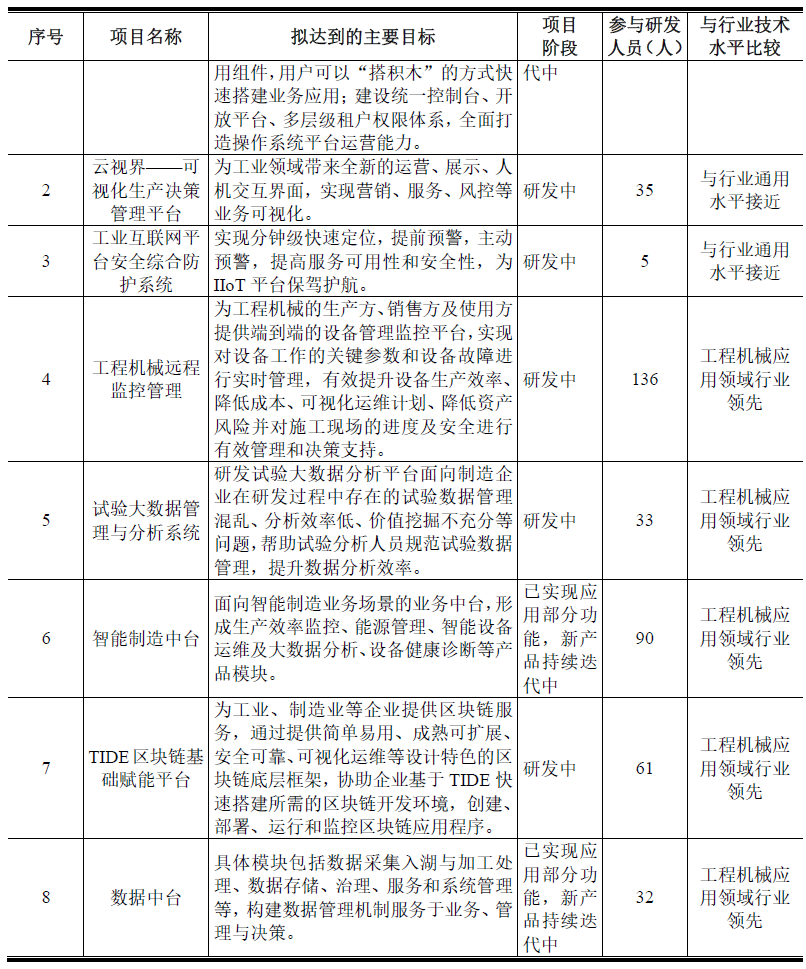 序号 项目名称 拟达到的主要目标 项目阶段 参与研发人员（人） 与行业技术水平比较
用组件，用户可以“搭积木”的方式快 代中
速搭建业务应用；建设统一控制台、开
放平台、多层级租户权限体系，全面打
造操作系统平台运营能力。
2
云视界——可
视化生产决策
管理平台
为工业领域带来全新的运营、展示、人
机交互界面，实现营销、服务、风控等
业务可视化。
研发中
35
与行业通用
水平接近
3
工业互联网平
台安全综合防
护系统
实现分钟级快速定位，提前预警，主动
预警，提高服务可用性和安全性，为
IIoT 平台保驾护航。
研发中
5
与行业通用
水平接近
4
工程机械远程
监控管理
为工程机械的生产方、销售方及使用方
提供端到端的设备管理监控平台，实现
对设备工作的关键参数和设备故障进
行实时管理，有效提升设备生产效率、
降低成本、可视化运维计划、降低资产
风险并对施工现场的进度及安全进行
有效管理和决策支持。
研发中
136
工程机械应
用领域行业
领先
5
试验大数据管
理与分析系统
研发试验大数据分析平台面向制造企
业在研发过程中存在的试验数据管理
混乱、分析效率低、价值挖掘不充分等
问题，帮助试验分析人员规范试验数据
管理，提升数据分析效率。
研发中
33
工程机械应
用领域行业
领先
6
智能制造中台
面向智能制造业务场景的业务中台，形
成生产效率监控、能源管理、智能设备
运维及大数据分析、设备健康诊断等产
品模块。
已实现应
用部分功
能，新产
品持续迭
代中
90
工程机械应
用领域行业
领先
7
TIDE 区块链基
础赋能平台
为工业、制造业等企业提供区块链服
务，通过提供简单易用、成熟可扩展、
安全可靠、可视化运维等设计特色的区
块链底层框架，协助企业基于 TIDE 快
速搭建所需的区块链开发环境，创建、
部署、运行和监控区块链应用程序。
研发中
61
工程机械应
用领域行业
领先
8
数据中台
具体模块包括数据采集入湖与加工处
理、数据存储、治理、服务和系统管理
等，构建数据管理机制服务于业务、管
理与决策。
已实现应
用部分功
能，新产
品持续迭
代中
32
工程机械应
用领域行业
领先